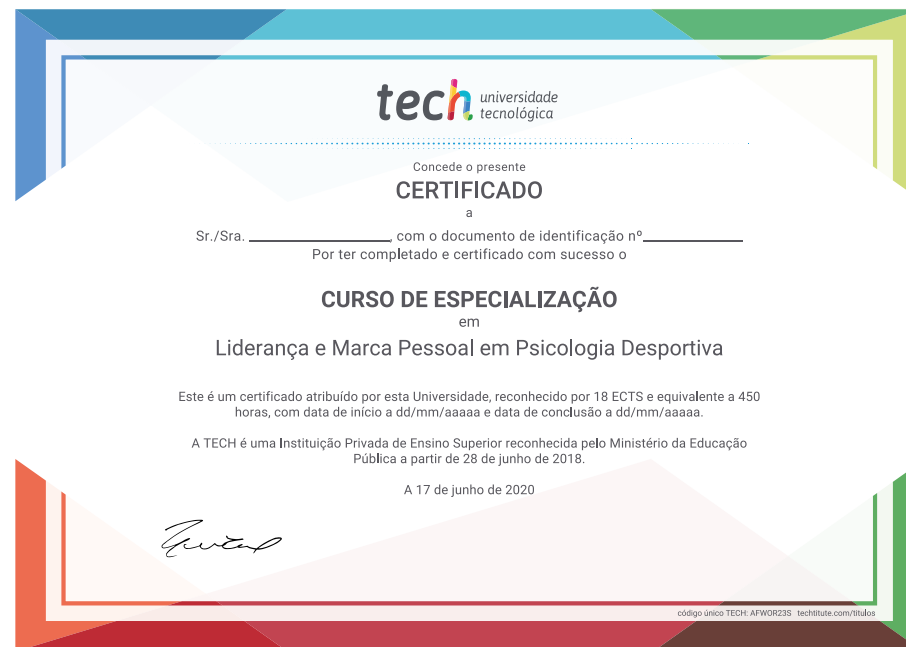 tech universidade
tecnológica
Concede o presente
CERTIFICADO
a
Sr./Sra. ____________, com o documento de identificação nº____________
Por ter completado e certificado com sucesso o
CURSO DE ESPECIALIZAÇÃO
em
Liderança e Marca Pessoal em Psicologia Desportiva
Este é um certificado atribuído por esta Universidade, reconhecido por 18 ECTS e equivalente a 450
horas, com data de início a dd/mm/aaaaa e data de conclusão a dd/mm/aaaaa.
A TECH é uma Instituição Privada de Ensino Superior reconhecida pelo Ministério da Educação
Pública a partir de 28 de junho de 2018.
A 17 de junho de 2020
código único TECH: AFWOR23S techtitute.com/titulos